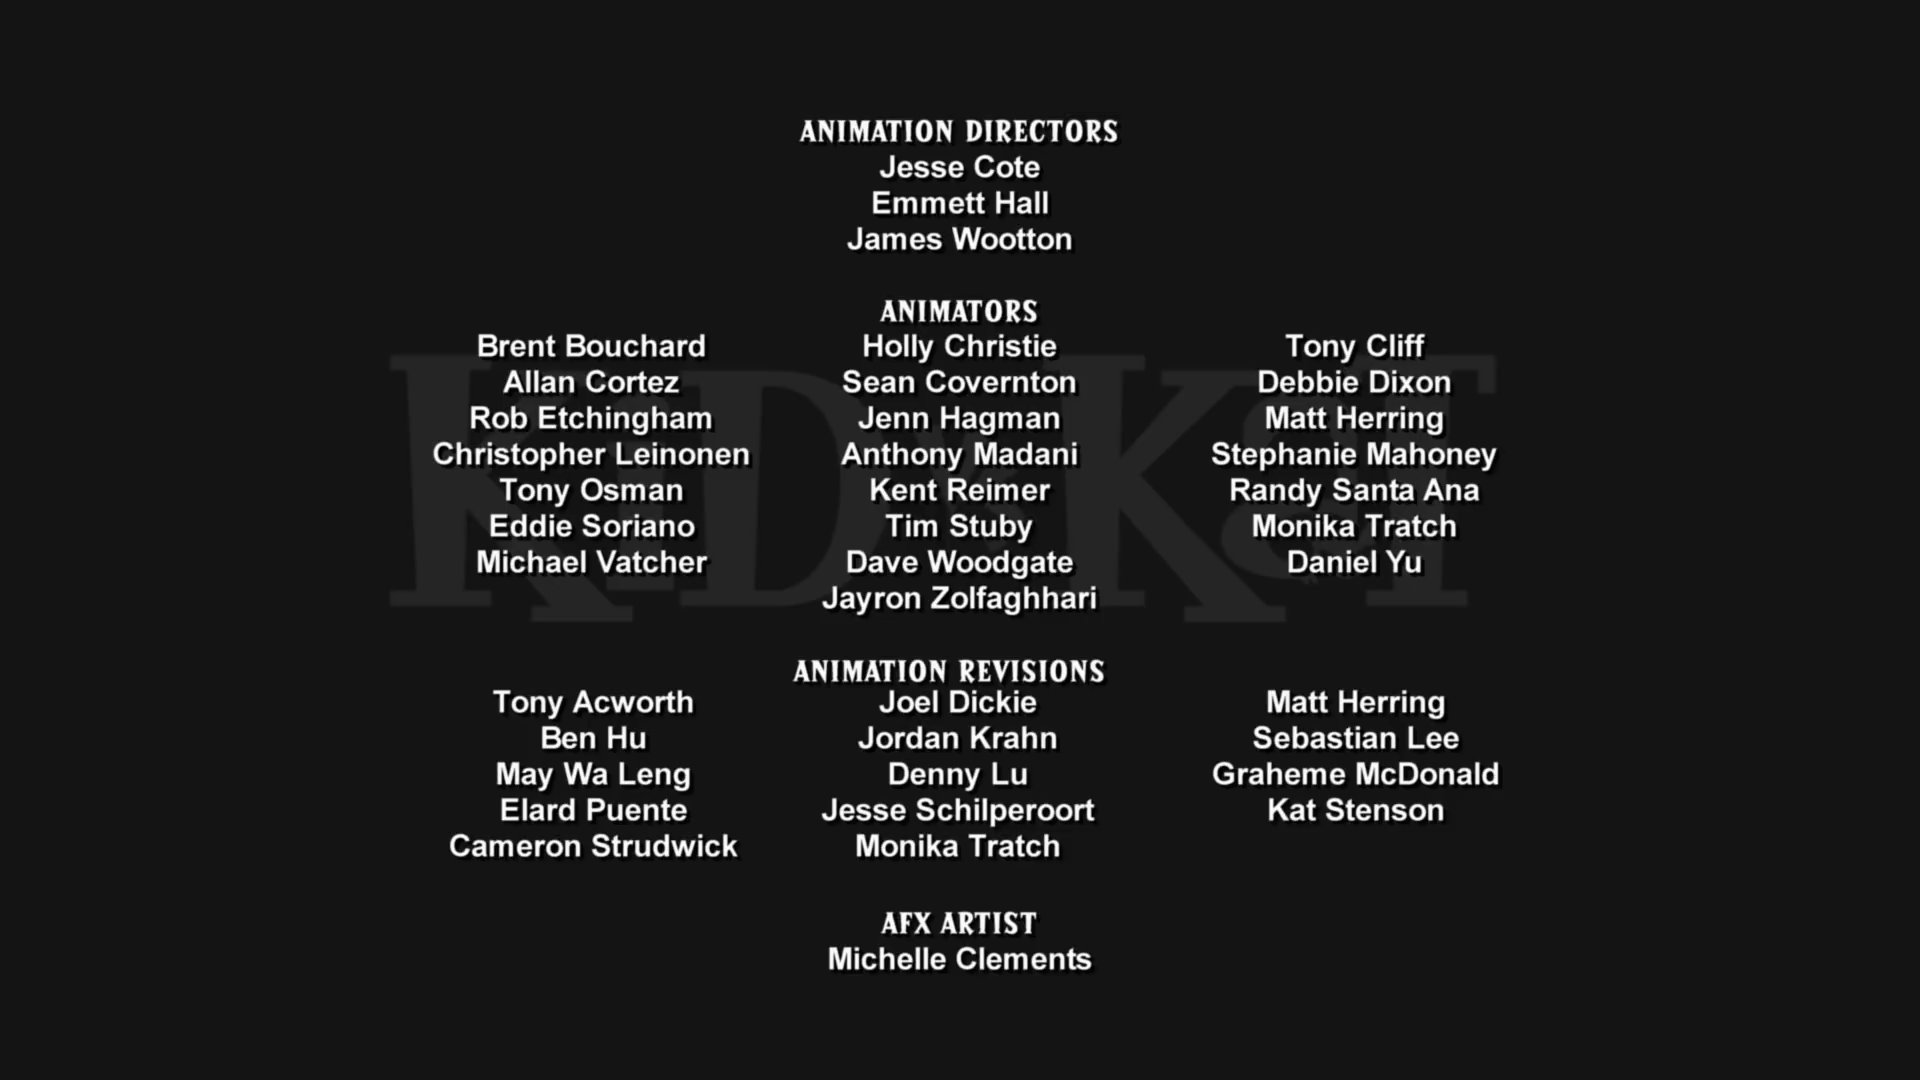 ANIMATION DIRECTORS
Jesse Cote
Emmett Hall
James Wootton
ANIMATORS
Brent Bouchard Holly Christie Tony Cliff
Allan Cortez Sean Covernton Debbie Dixon
Rob Etchingham Jenn Hagman Matt Herring
Christopher Leinonen Anthony Madani Stephanie Mahoney
Tony Osman Kent Reimer Randy Santa Ana
Eddie Soriano Tim Stuby Monika Tratch
Michael Vatcher Dave Woodgate Daniel Yu
Jayron Zolfaghhari
KiD vs KaT
ANIMATION REVISIONS
Tony Acworth Joel Dickie Matt Herring
Ben Hu Jordan Krahn Sebastian Lee
May Wa Leng Denny Lu Graheme McDonald
Elard Puente Jesse Schilperoort Kat Stenson
Cameron Strudwick Monika Tratch
AFX ARTIST
Michelle Clements